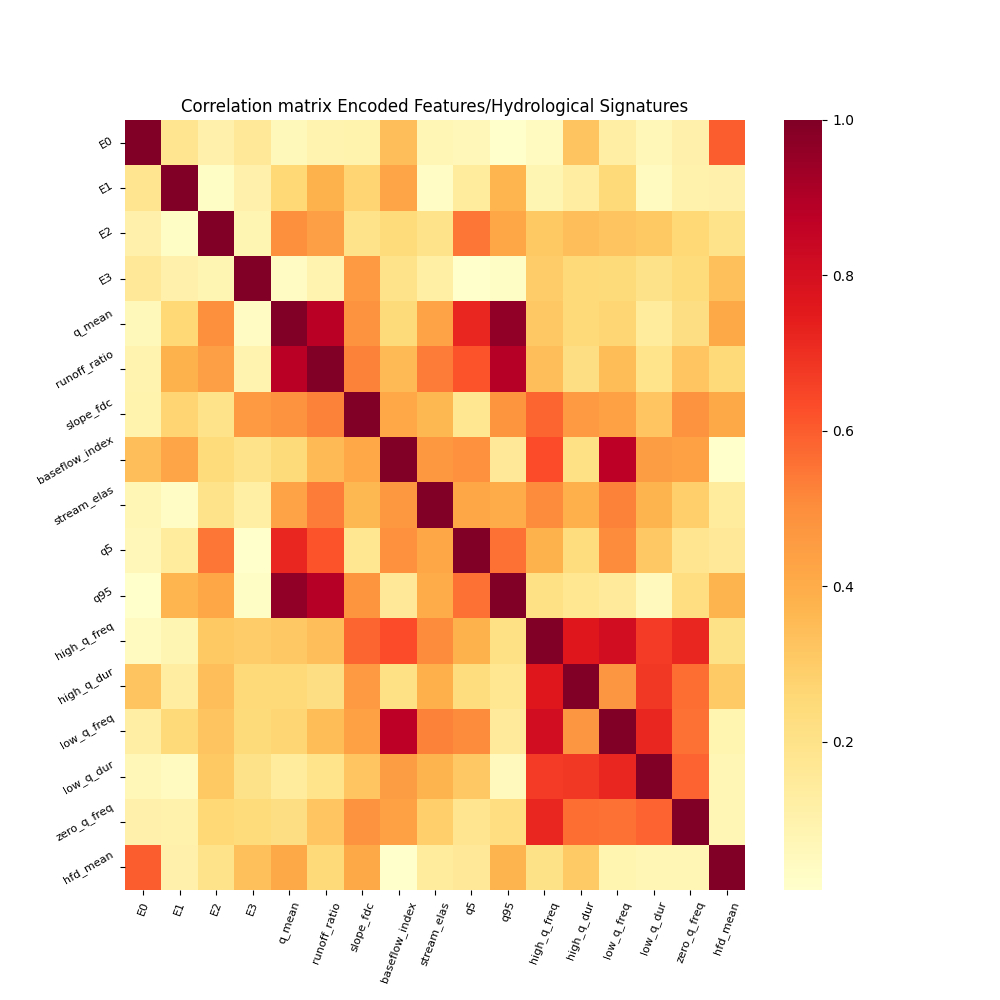 Correlation matrix Encoded Features/Hydrological Signatures
E0
E1
E2
E3
q_mean
runoff_ratio
slope_fdc
baseflow_index
stream_elas
q5
q95
high_q_freq
high_q_dur
low_q_freq
low_q_dur
zero_q_freq
hfd_mean
E0 E1 E2 E3 q_mean runoff_ratio slope_fdc baseflow_index stream_elas q5 q95 high_q_freq high_q_dur low_q_freq low_q_dur zero_q_freq hfd_mean
1.0
0.8
0.6
0.4
0.2